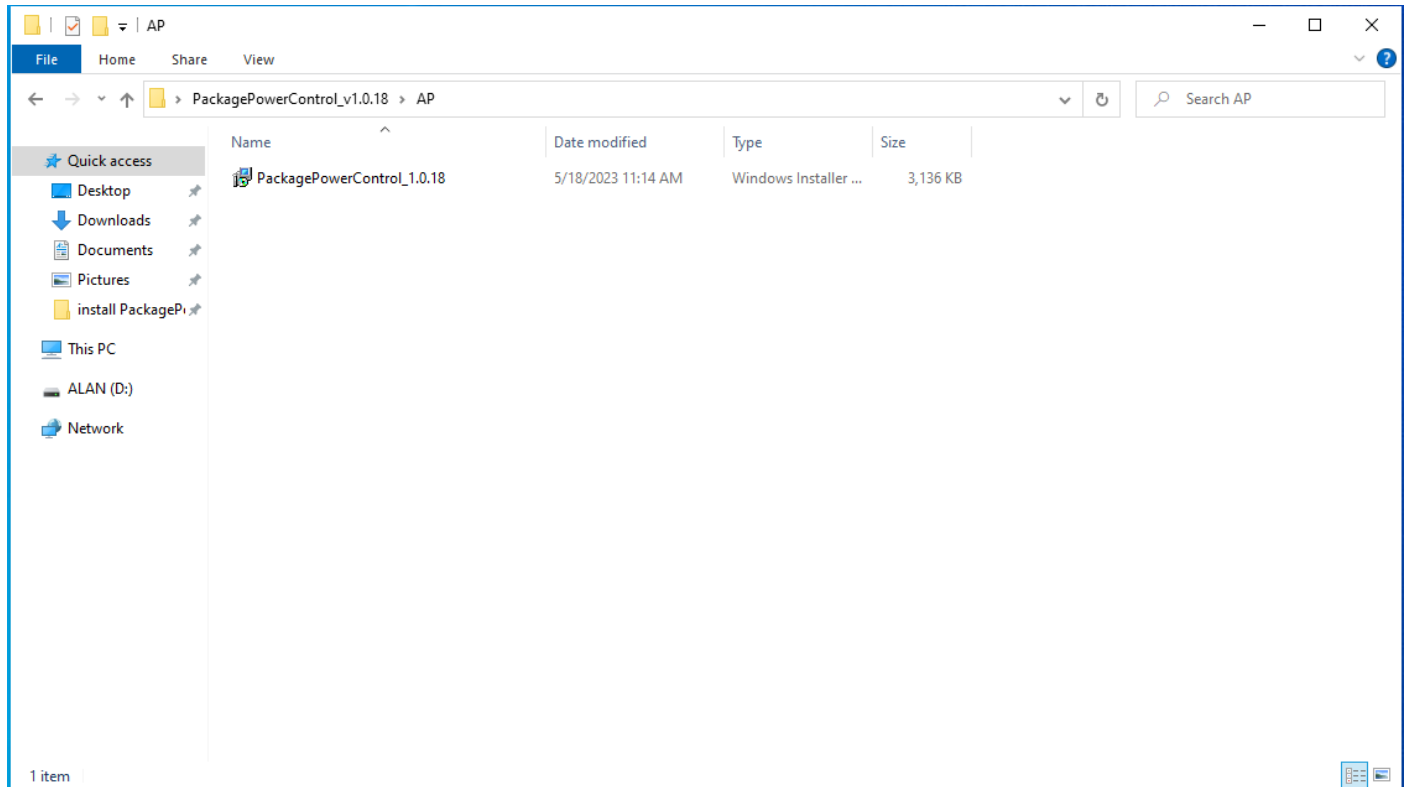 AP
File Home Share View
PackagePowerControl_v1.0.18 > AP
Search AP
Name Date modified Type Size
PackagePowerControl_1.0.18 5/18/2023 11:14 AM Windows Installer ... 3,136 KB
Quick access
Desktop
Downloads
Documents
Pictures
install PackageP
This PC
ALAN (D:)
Network
1 item